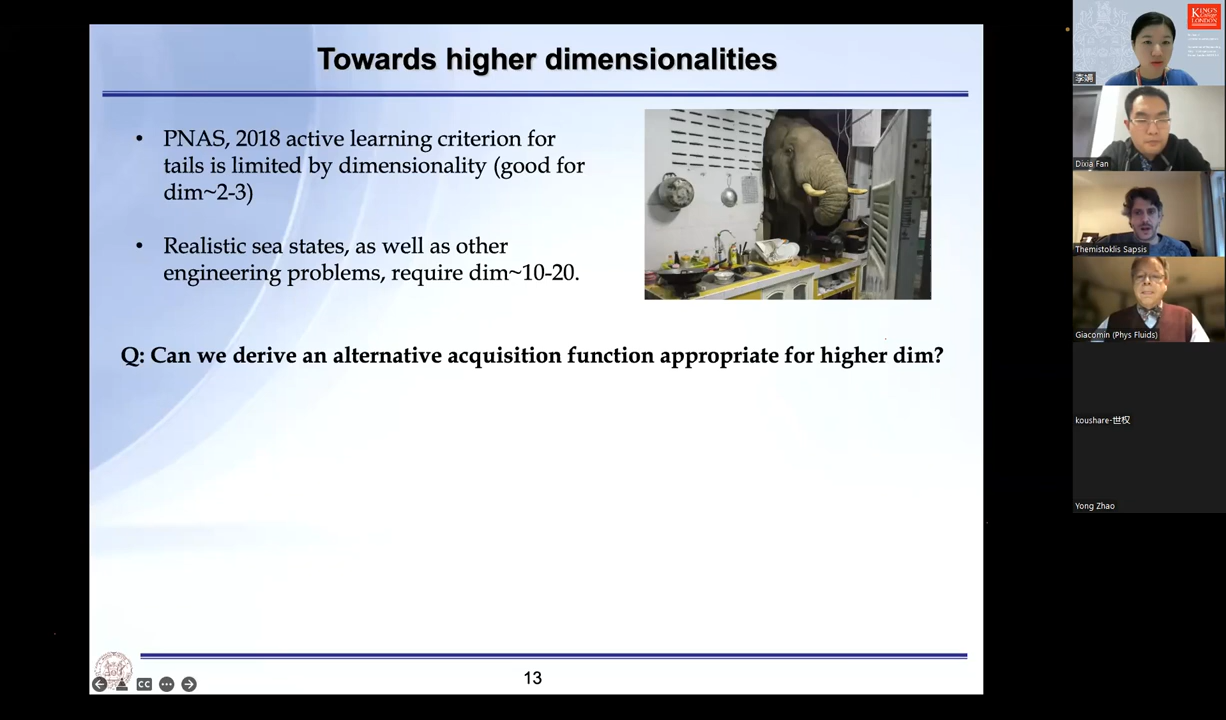 Towards higher dimensionalities
• PNAS, 2018 active learning criterion for
tails is limited by dimensionality (good for
dim~2-3)
• Realistic sea states, as well as other
engineering problems, require dim~10-20.
Q: Can we derive an alternative acquisition function appropriate for higher dim?
13
CC
KING'S
College
LONDON
Dixia Fan
Themistoklis Sapsis
Giacomin (Phys Fluids)
koushare-世权
Yong Zhao